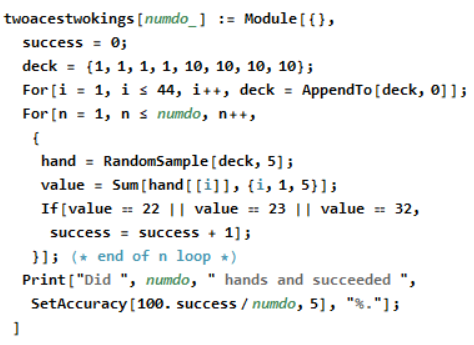 twoacestwokings[numdo_] := Module[{},
success = 0;
deck = {1, 1, 1, 1, 10, 10, 10, 10};
For[i = 1, i ≤ 44, i++, deck = AppendTo[deck, 0]];
For[n = 1, n ≤ numdo, n++,
{
hand = RandomSample[deck, 5];
value = Sum[hand[[i]], {i, 1, 5}];
If[value == 22 || value == 23 || value == 32,
success = success + 1];
}]; (* end of n loop *)
Print["Did ", numdo, " hands and succeeded ",
SetAccuracy[100. success / numdo, 5], "%."];
]